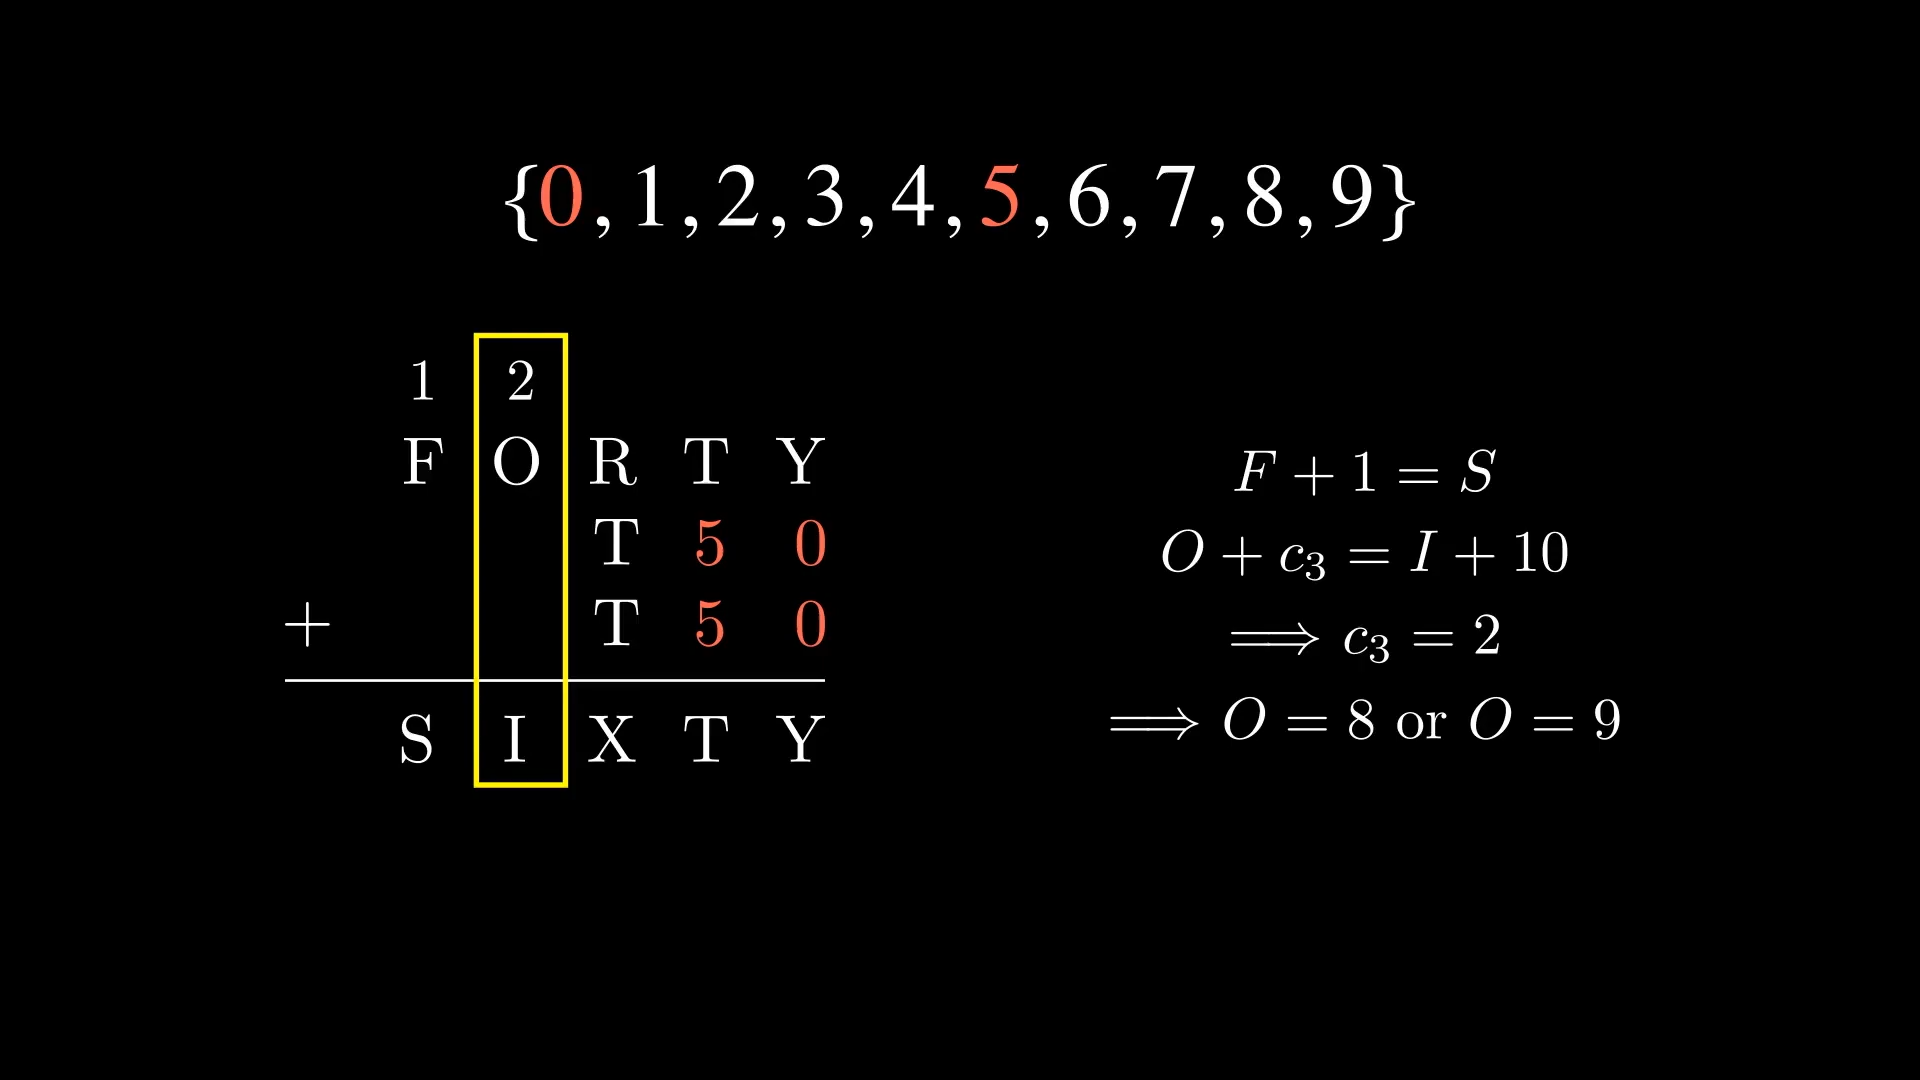 {0, 1, 2, 3, 4, 5, 6, 7, 8, 9}
1 2
F O R T Y
T 5 0
+ T 5 0
S I X T Y
F + 1 = S
O + c₃ = I + 10
⟹ c₃ = 2
⟹ O = 8 or O = 9